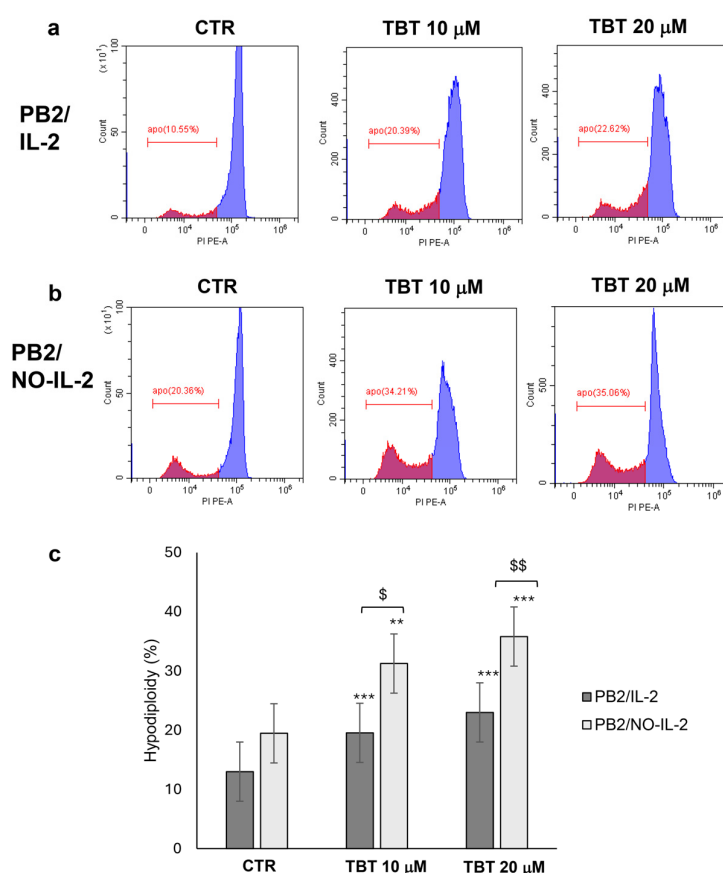 a
CTR
TBT 10 μM
TBT 20 μM
PB2/
IL-2
(x 10¹)
Count
100
50
0
apo(10.55%)
0 10⁴ 10⁵ 10⁶
PI PE-A
Count
400
200
0
apo(20.39%)
0 10⁴ 10⁵ 10⁶
PI PE-A
Count
400
200
0
apo(22.62%)
0 10⁴ 10⁵ 10⁶
PI PE-A
b
CTR
TBT 10 μM
TBT 20 μM
PB2/
NO-IL-2
(x 10¹)
Count
100
50
0
apo(20.36%)
0 10⁴ 10⁵ 10⁶
PI PE-A
Count
400
200
0
apo(34.21%)
0 10⁴ 10⁵ 10⁶
PI PE-A
Count
500
0
apo(35.06%)
0 10⁴ 10⁵ 10⁶
PI PE-A
c
Hypodiploidy (%)
50
40
30
20
10
0
$
**
***
$$
***
***
PB2/IL-2
PB2/NO-IL-2
CTR
TBT 10 μM
TBT 20 μM